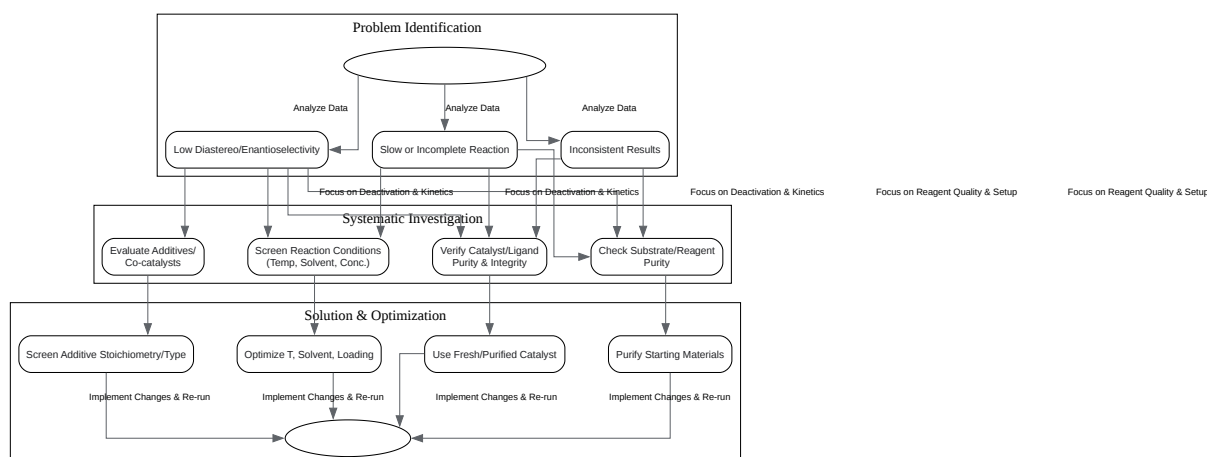 Problem Identification
Analyze Data
Analyze Data
Analyze Data
Low Diastereo/Enantioselectivity
Slow or Incomplete Reaction
Inconsistent Results
Focus on Deactivation & Kinetics
Focus on Deactivation & Kinetics
Focus on Deactivation & Kinetics
Focus on Reagent Quality & Setup
Focus on Reagent Quality & Setup
Systematic Investigation
Evaluate Additives/
Co-catalysts
Screen Reaction Conditions
(Temp, Solvent, Conc.)
Verify Catalyst/Ligand
Purity & Integrity
Check Substrate/Reagent
Purity
Solution & Optimization
Screen Additive Stoichiometry/Type
Optimize T, Solvent, Loading
Use Fresh/Purified Catalyst
Purify Starting Materials
Implement Changes & Re-run
Implement Changes & Re-run
Implement Changes & Re-run
Implement Changes & Re-run